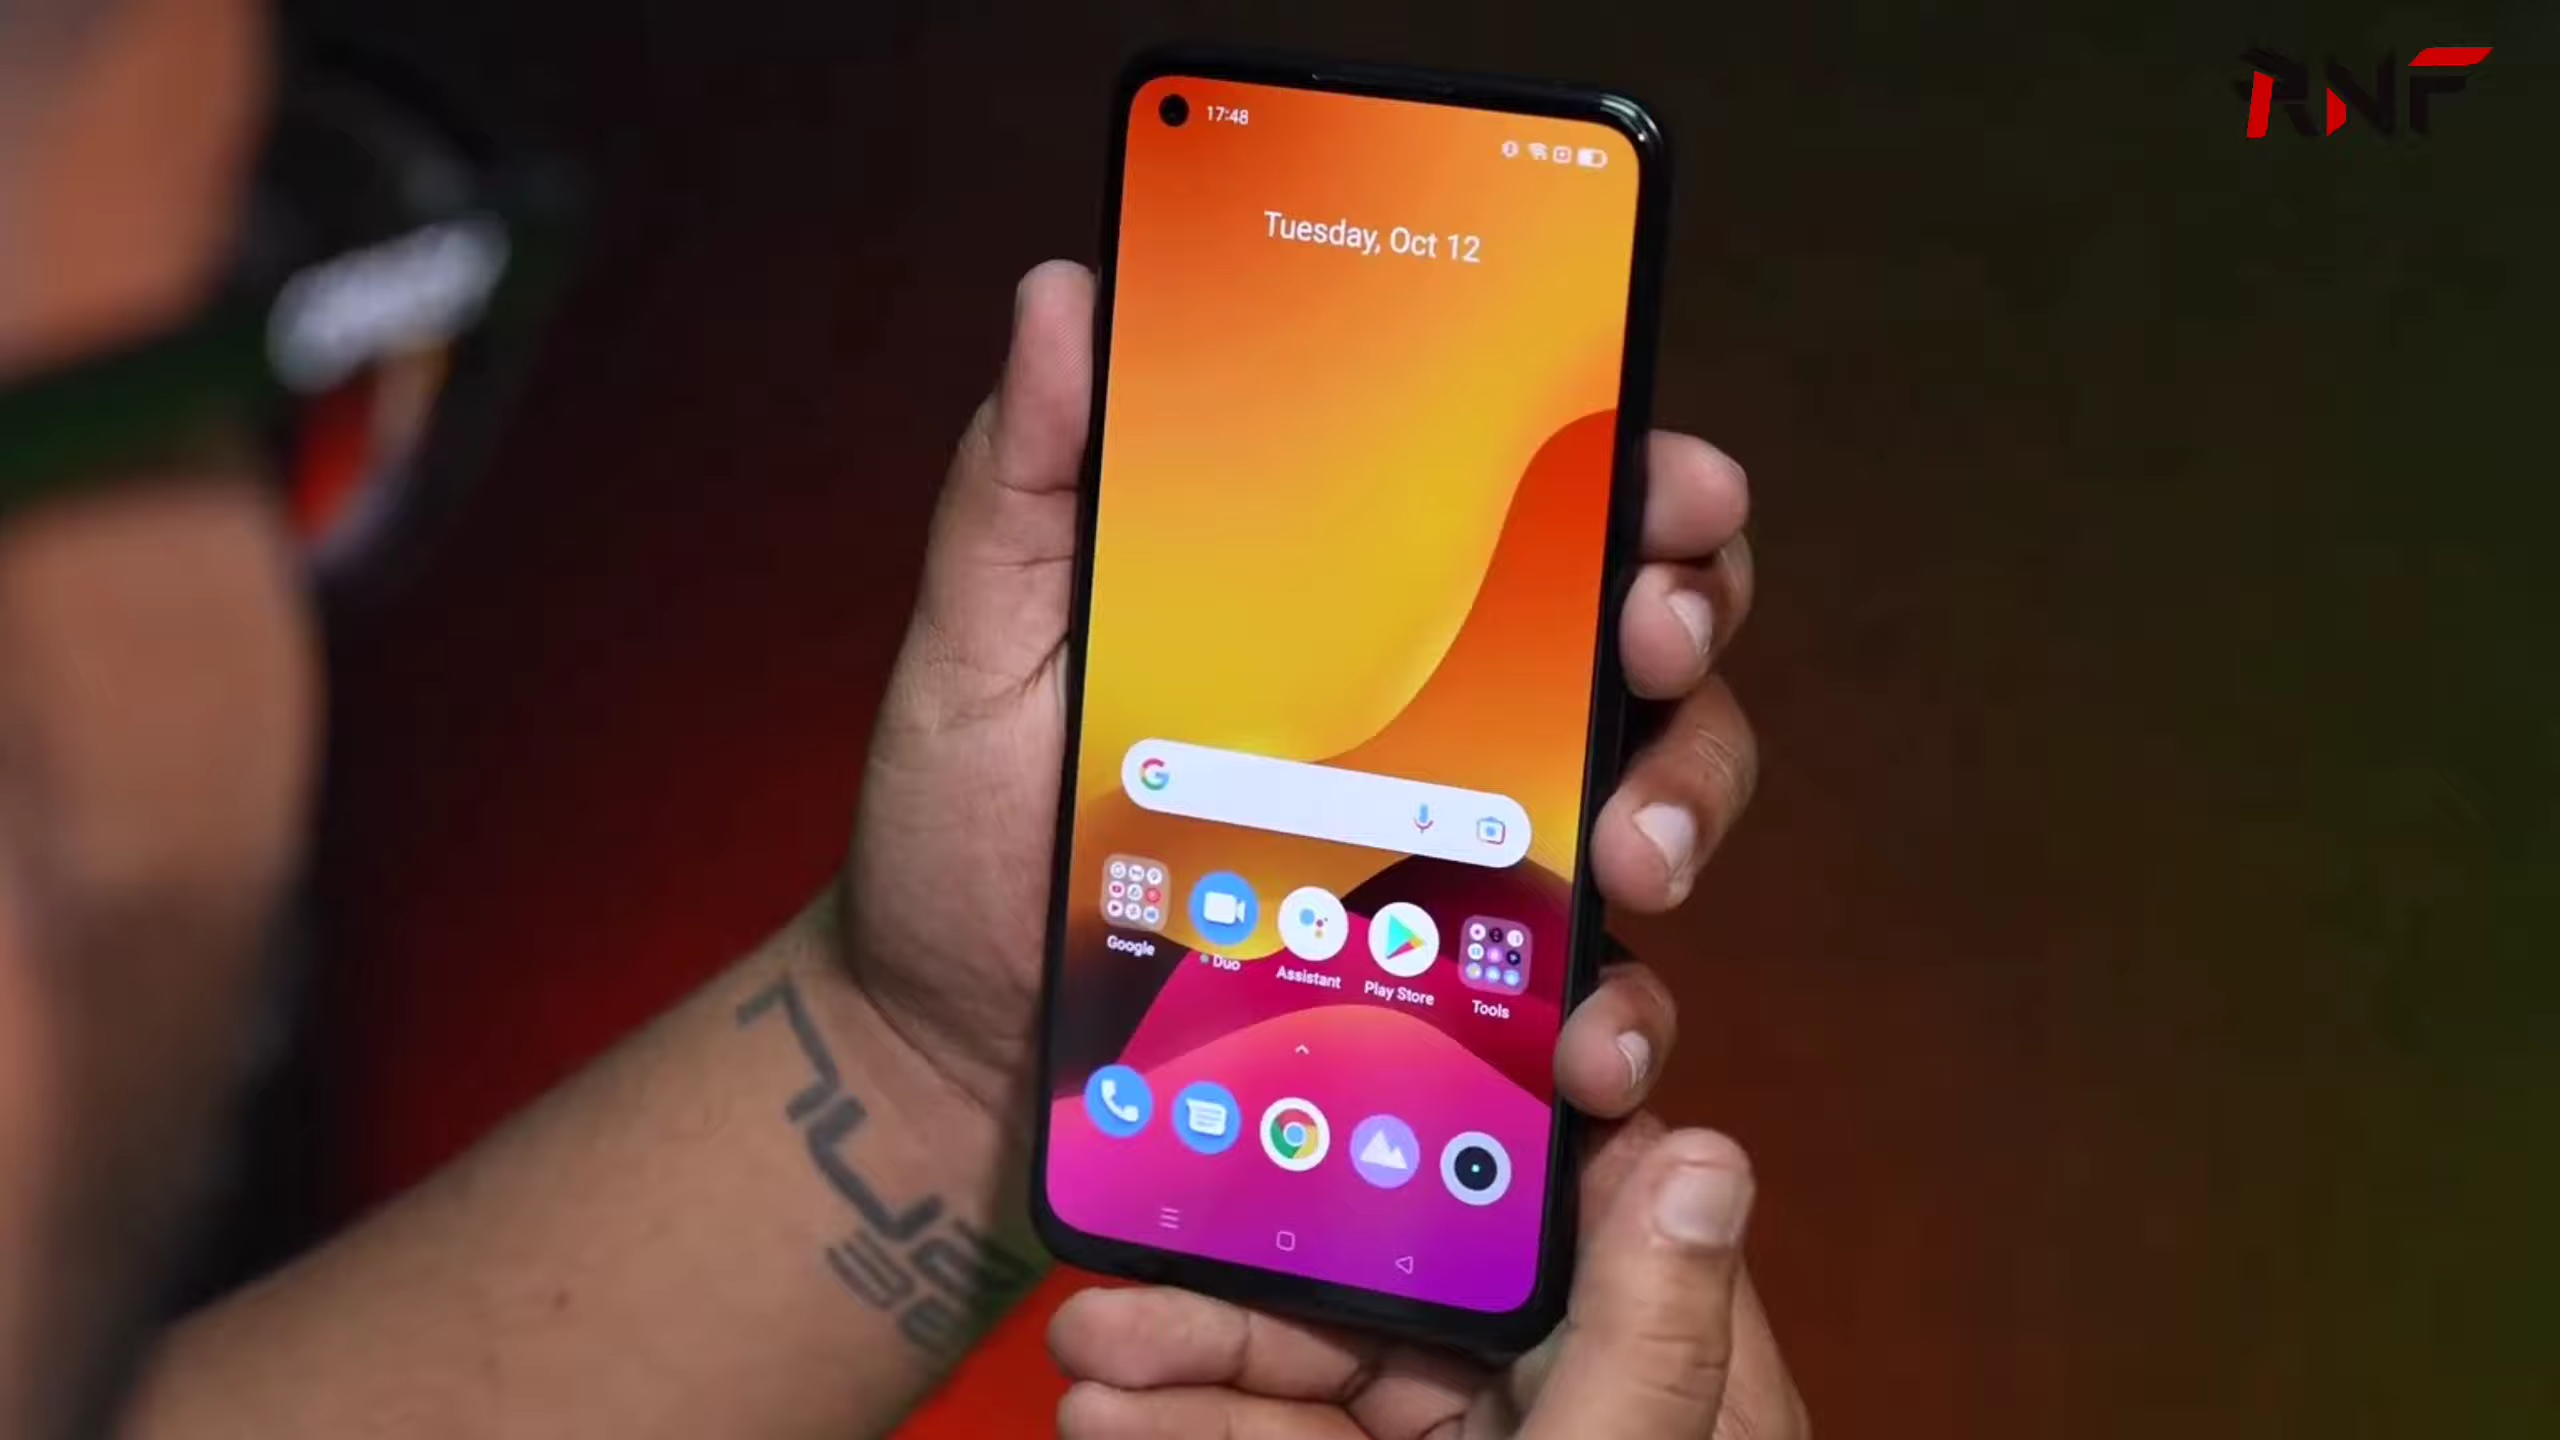 RNF
17:48
Tuesday, Oct 12
Google
Duo
Assistant
Play Store
Tools